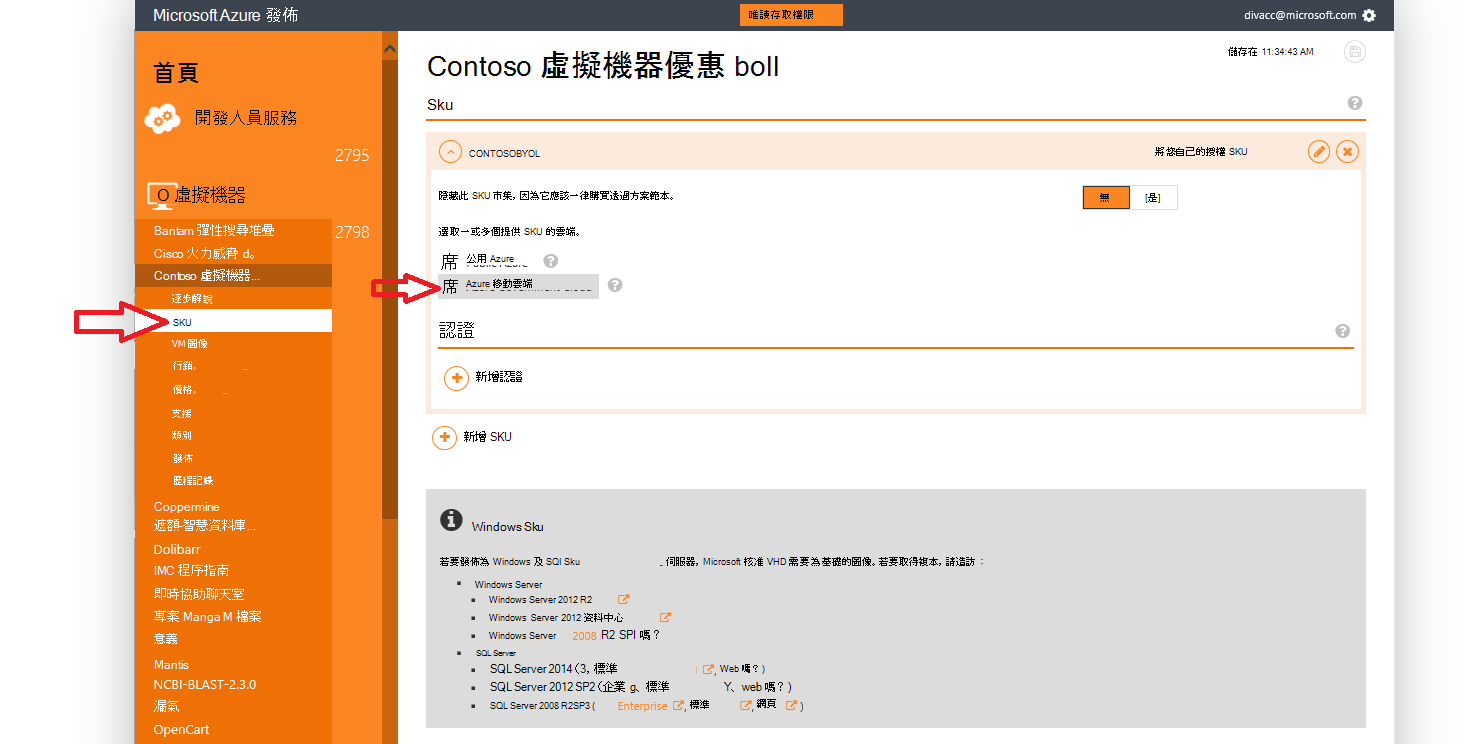 Microsoft Azure 發佈
唯讀存取權限
divacc@microsoft.com
首頁
開發人員服務
2795
O 虛擬機器
2798
Bantam 彈性搜尋堆疊
Cisco 火力威脅 d。
Contoso 虛擬機器...
逐步解說
SKU
VM 圖像
行銷。
價格。
支援
類別
發佈
歷程記錄
Coppermine
遮額-智慧資料庫...
Dolibarr
IMC 程序指南
即時協助聊天室
專案 Manga M 檔案
意義
Mantis
NCBI-BLAST-2.3.0
漏氣
OpenCart
Contoso 虛擬機器優惠 boll
儲存在 11:34:43 AM
Sku
CONTOSOBYOL
將您自己的授權 SKU
隱藏此 SKU 市集, 因為它應該一律購買透過方案範本。
無
[是]
選取一或多個提供 SKU 的雲端。
席 公用 Azure
席 Azure 移動雲端
認證
新增認證
新增 SKU
Windows Sku
若要發佈為 Windows 及 SQl Sku _ 伺服器, Microsoft 核准 VHD 需要為基礎的圖像。若要取得複本, 請造訪：
Windows Server
Windows Server 2012 R2
Windows Server 2012 資料中心
Windows Server 2008 R2 SPl 嗎？
SQL Server
SQL Server 2014 (3, 標準 , Web 嗎？)
SQL Server 2012 SP2 (企業 g、標準 Y、web 嗎？)
SQL Server 2008 R2SP3 ( Enterprise , 標準 , 網頁 )